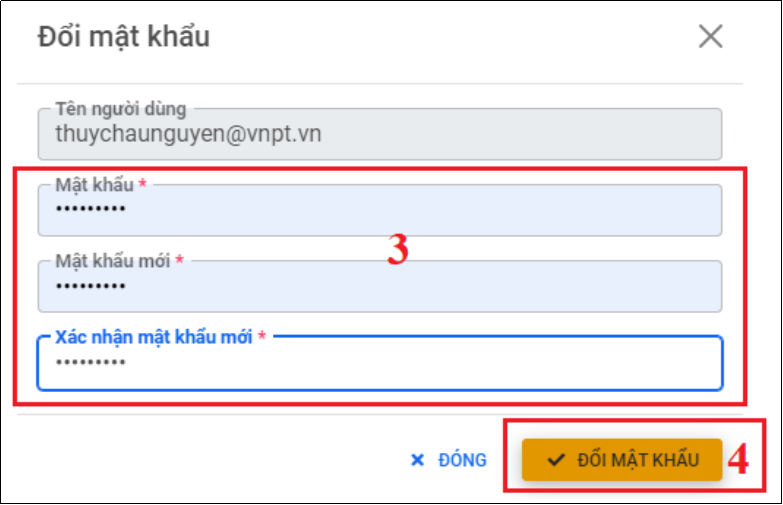 Đổi mật khẩu
Tên người dùng
thuychaunguyen@vnpt.vn
Mật khẩu *
•••••••••
3
Mật khẩu mới *
•••••••••
Xác nhận mật khẩu mới *
•••••••••
ĐÓNG
ĐỔI MẬT KHẨU
4